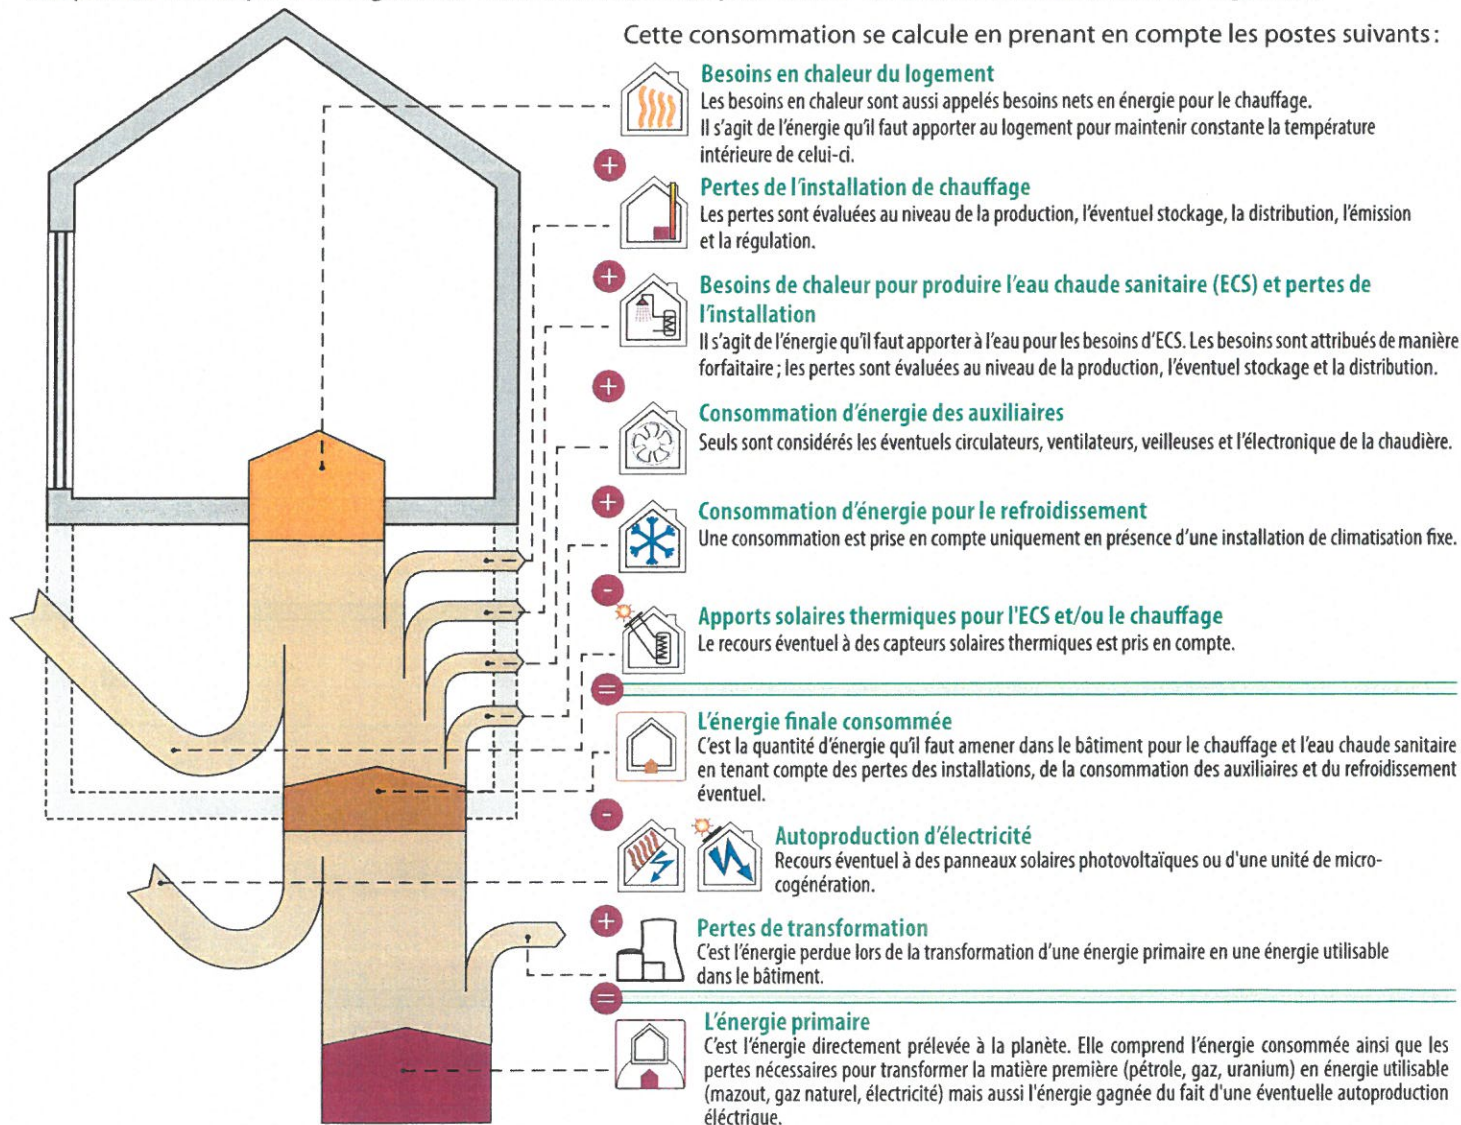 Cette consommation se calcule en prenant en compte les postes suivants :
Besoins en chaleur du logement
Les besoins en chaleur sont aussi appelés besoins nets en énergie pour le chauffage.
Il s'agit de l'énergie qu'il faut apporter au logement pour maintenir constante la température
intérieure de celui-ci.
+
Pertes de l'installation de chauffage
Les pertes sont évaluées au niveau de la production, l'éventuel stockage, la distribution, l'émission
et la régulation.
+
Besoins de chaleur pour produire l'eau chaude sanitaire (ECS) et pertes de
l'installation
Il s'agit de l'énergie qu'il faut apporter à l'eau pour les besoins d'ECS. Les besoins sont attribués de manière
forfaitaire ; les pertes sont évaluées au niveau de la production, l'éventuel stockage et la distribution.
+
Consommation d'énergie des auxiliaires
Seuls sont considérés les éventuels circulateurs, ventilateurs, veilleuses et l'électronique de la chaudière.
+
Consommation d'énergie pour le refroidissement
Une consommation est prise en compte uniquement en présence d'une installation de climatisation fixe.
-
Apports solaires thermiques pour l'ECS et/ou le chauffage
Le recours éventuel à des capteurs solaires thermiques est pris en compte.
=
L'énergie finale consommée
C'est la quantité d'énergie qu'il faut amener dans le bâtiment pour le chauffage et l'eau chaude sanitaire
en tenant compte des pertes des installations, de la consommation des auxiliaires et du refroidissement
éventuel.
-
Autoproduction d'électricité
Recours éventuel à des panneaux solaires photovoltaïques ou d'une unité de micro-
cogénération.
+
Pertes de transformation
C'est l'énergie perdue lors de la transformation d'une énergie primaire en une énergie utilisable
dans le bâtiment.
=
L'énergie primaire
C'est l'énergie directement prélevée à la planète. Elle comprend l'énergie consommée ainsi que les
pertes nécessaires pour transformer la matière première (pétrole, gaz, uranium) en énergie utilisable
(mazout, gaz naturel, électricité) mais aussi l'énergie gagnée du fait d'une éventuelle autoproduction
éléctrique.